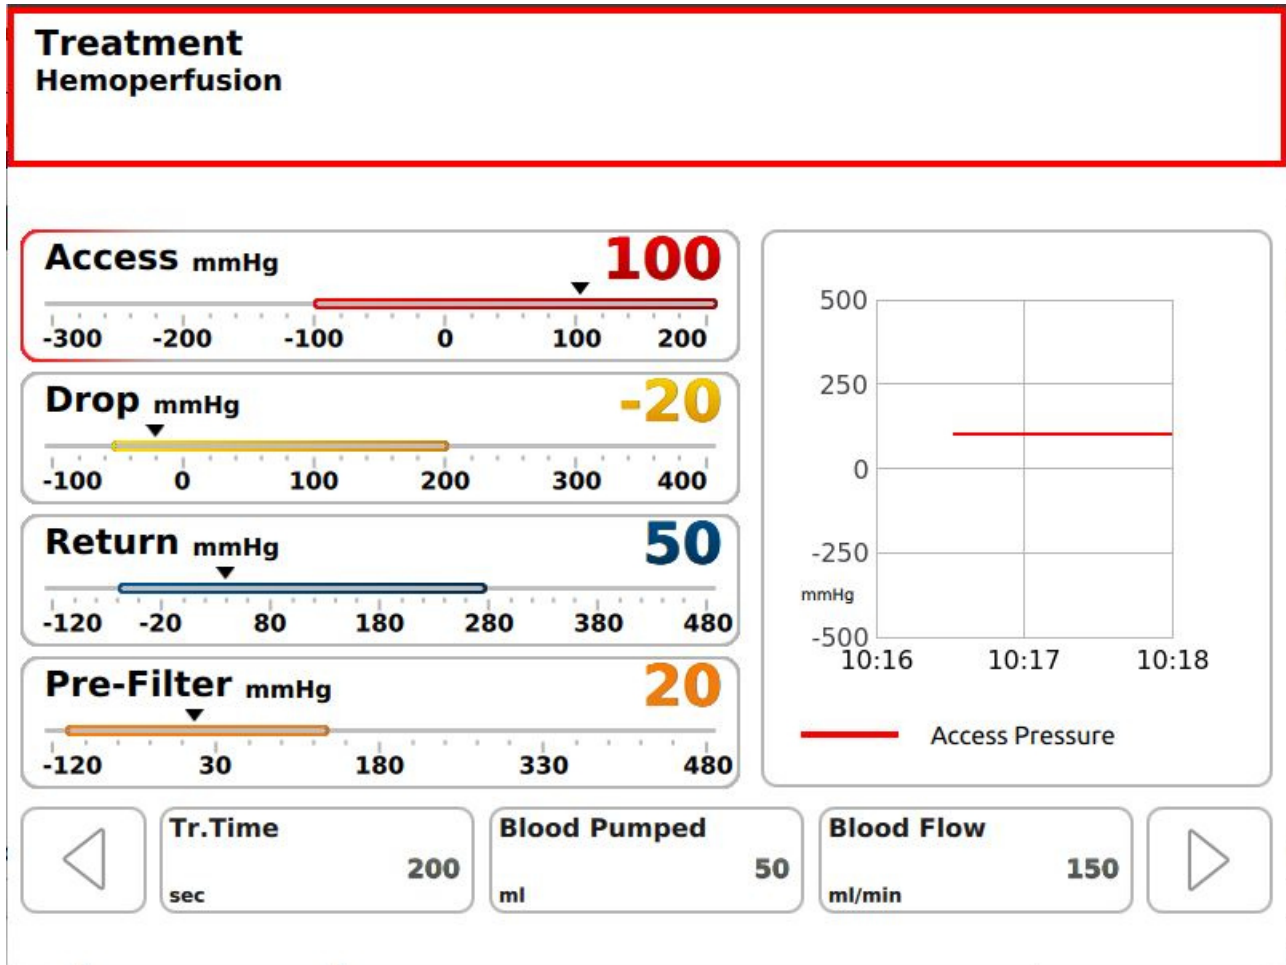 Treatment
Hemoperfusion
Access mmHg 100
-300 -200 -100 0 100 200
Drop mmHg -20
-100 0 100 200 300 400
Return mmHg 50
-120 -20 80 180 280 380 480
Pre-Filter mmHg 20
-120 30 180 330 480
500
250
0
-250
mmHg
-500
10:16 10:17 10:18
Access Pressure
Tr.Time
200
sec
Blood Pumped
50
ml
Blood Flow
150
ml/min